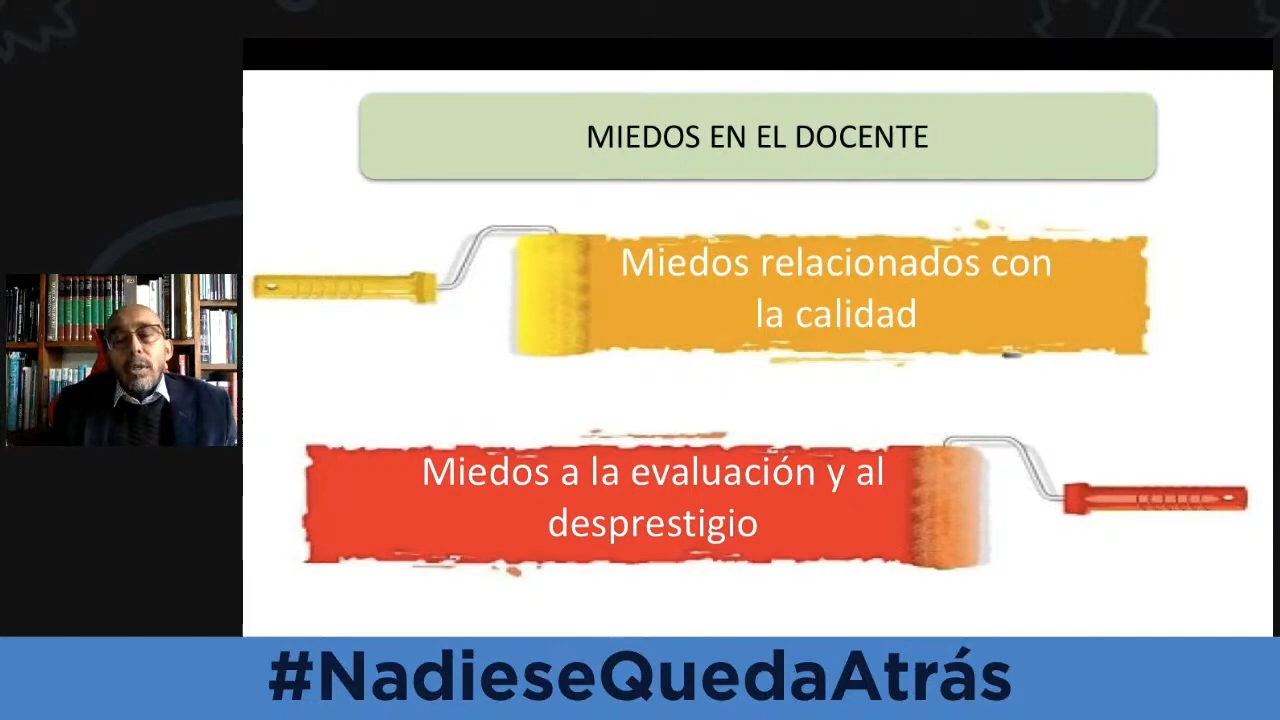 MIEDOS EN EL DOCENTE
Miedos relacionados con
la calidad
Miedos a la evaluación y al
desprestigio
#NadieseQuedaAtrás